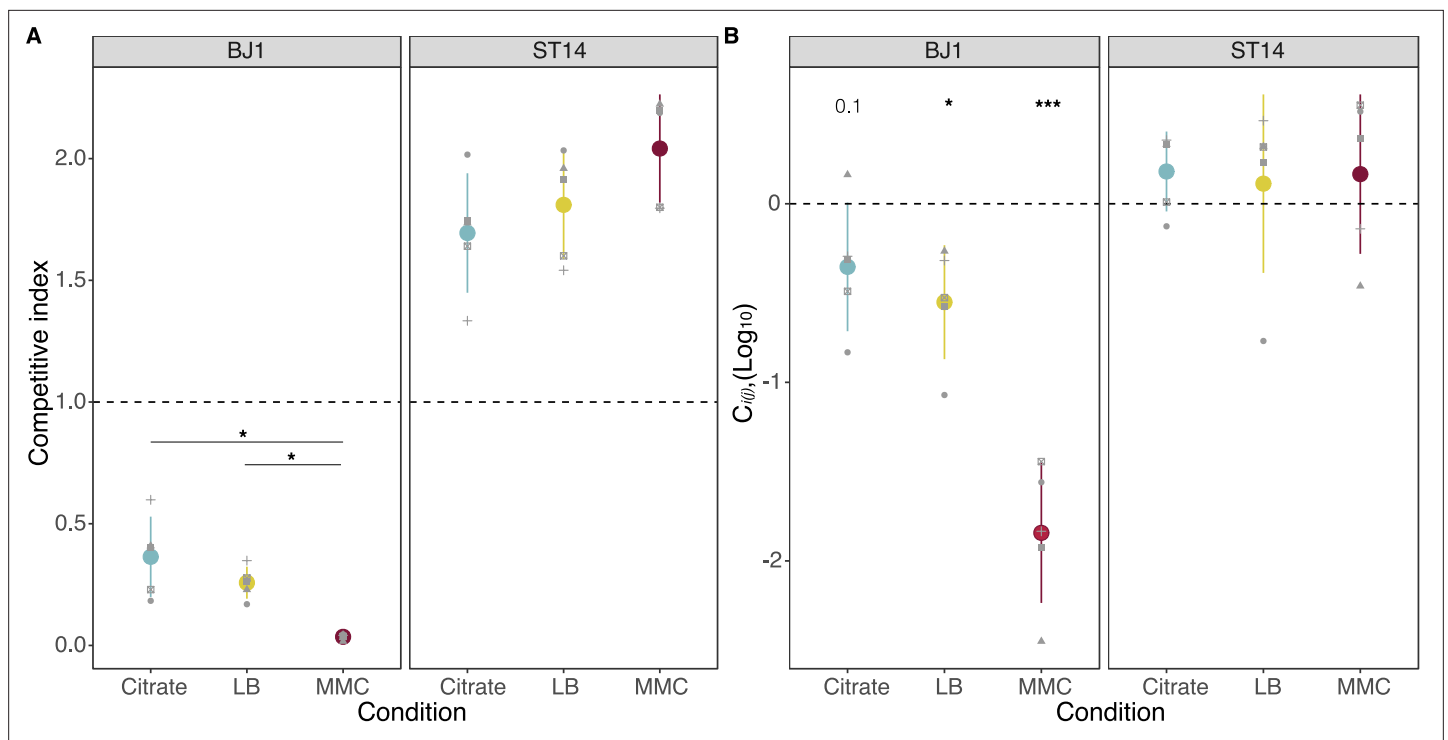 A
BJ1
ST14
Competitive index
2.0
1.5
1.0
0.5
0.0
*
*
Citrate LB MMC
Citrate LB MMC
Condition
B
BJ1
ST14
C i(j),(Log10)
0
-1
-2
0.1 * ***
Citrate LB MMC
Citrate LB MMC
Condition